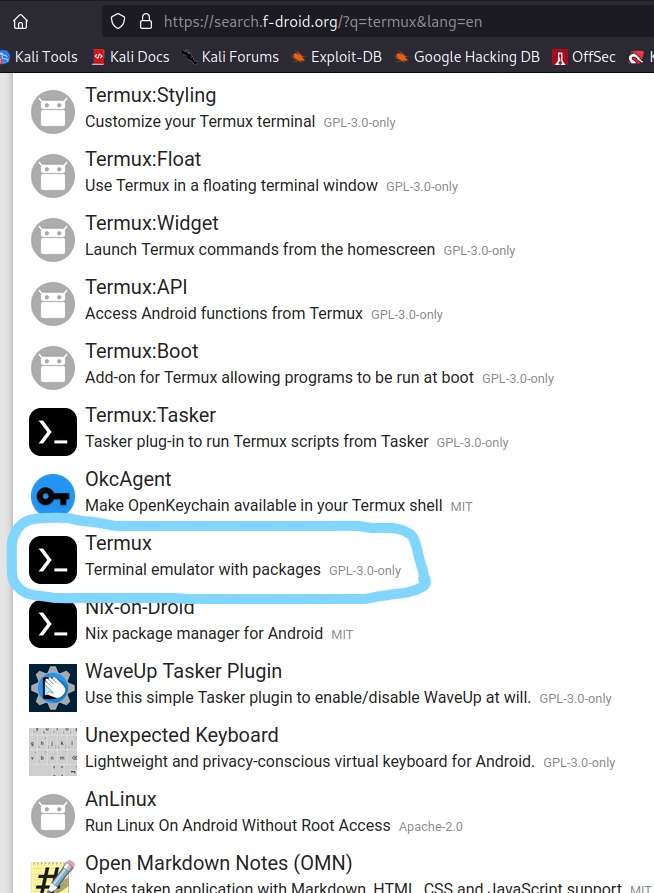 https://search.f-droid.org/?q=termux&lang=en
Kali Tools Kali Docs Kali Forums Exploit-DB Google Hacking DB OffSec
Termux:Styling
Customize your Termux terminal GPL-3.0-only
Termux:Float
Use Termux in a floating terminal window GPL-3.0-only
Termux:Widget
Launch Termux commands from the homescreen GPL-3.0-only
Termux:API
Access Android functions from Termux GPL-3.0-only
Termux:Boot
Add-on for Termux allowing programs to be run at boot GPL-3.0-only
Termux:Tasker
Tasker plug-in to run Termux scripts from Tasker GPL-3.0-only
OkcAgent
Make OpenKeychain available in your Termux shell MIT
Termux
Terminal emulator with packages GPL-3.0-only
Nix-on-Droid
Nix package manager for Android MIT
WaveUp Tasker Plugin
Use this simple Tasker plugin to enable/disable WaveUp at will. GPL-3.0-only
Unexpected Keyboard
Lightweight and privacy-conscious virtual keyboard for Android. GPL-3.0-only
AnLinux
Run Linux On Android Without Root Access Apache-2.0
Open Markdown Notes (OMN)
Notes taken application with Markdown, HTML, CSS and JavaScript support MIT